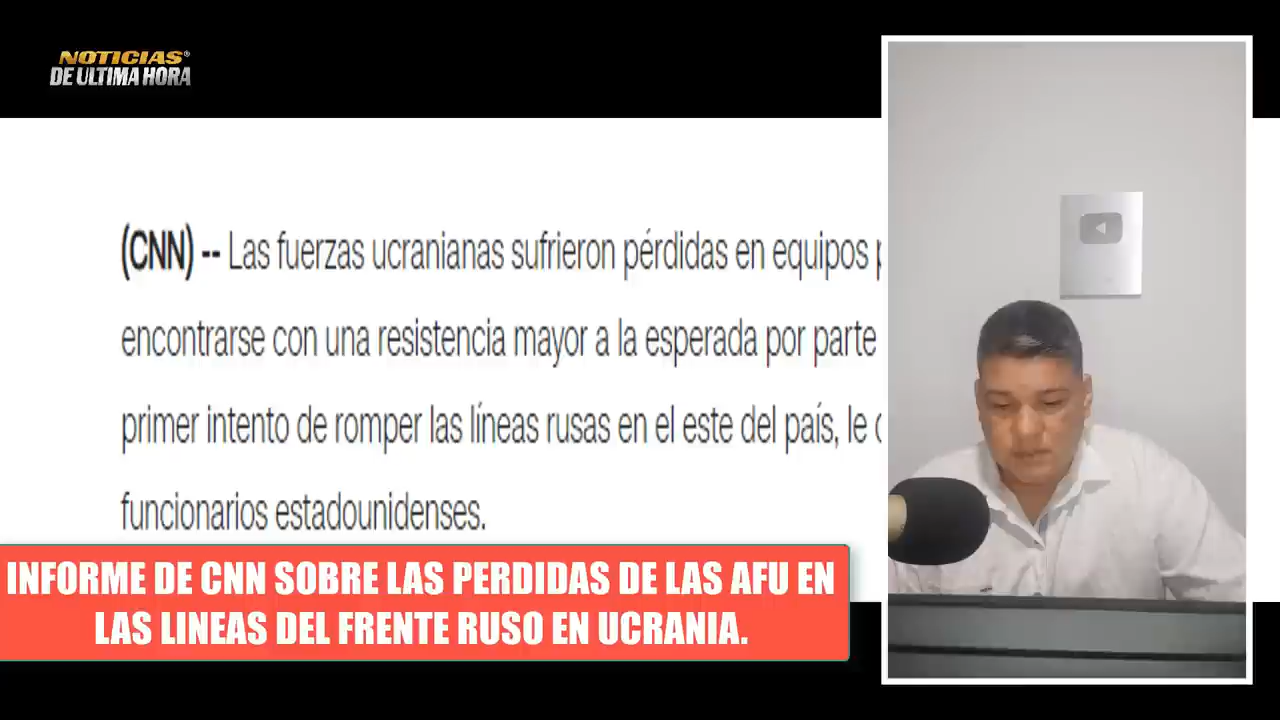 NOTICIAS®
DE ULTIMA HORA
(CNN) -- Las fuerzas ucranianas sufrieron pérdidas en equipos
encontrarse con una resistencia mayor a la esperada por parte
primer intento de romper las líneas rusas en el este del país, le
funcionarios estadounidenses.
INFORME DE CNN SOBRE LAS PERDIDAS DE LAS AFU EN
LAS LINEAS DEL FRENTE RUSO EN UCRANIA.